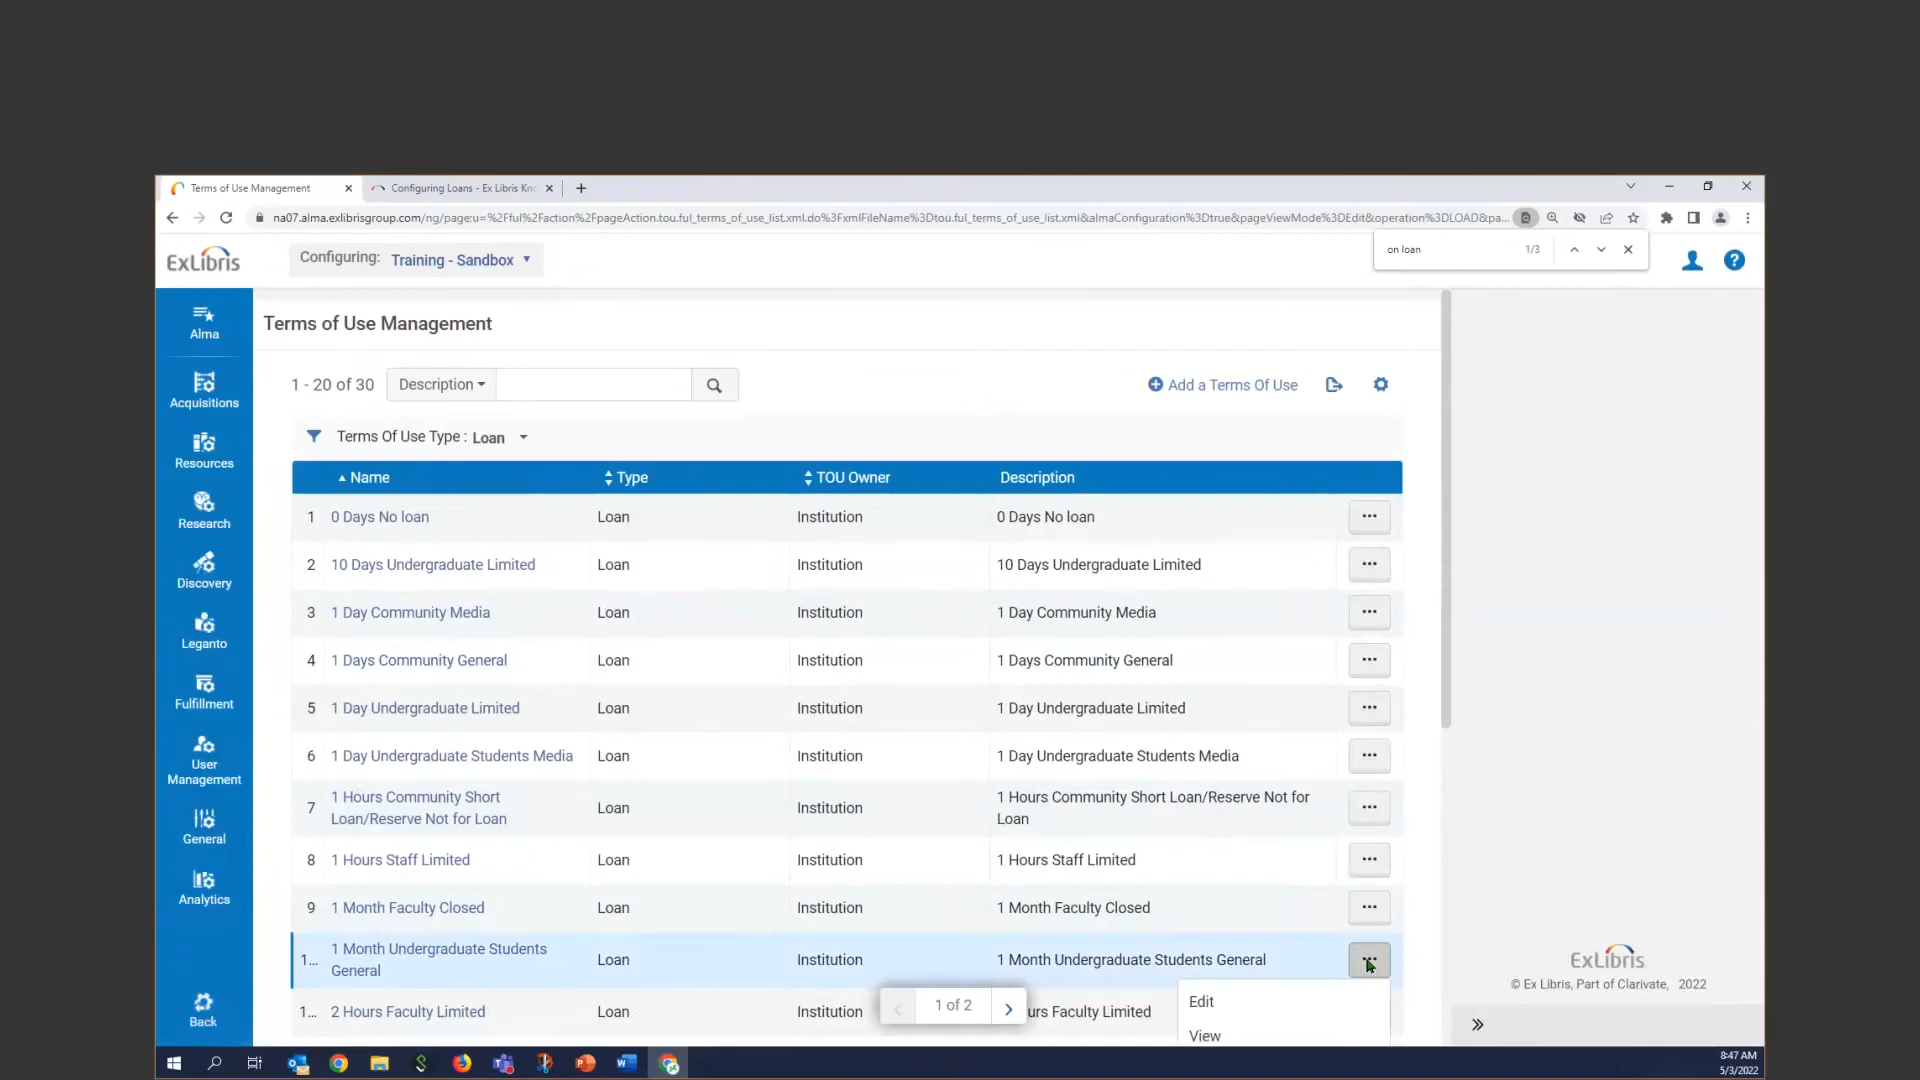 Terms of Use Management
Configuring Loans - Ex Libris Kn
na07.alma.exlibrisgroup.com/ng/page;u=%2Ful%2Faction%2FpageAction.tou.ful_terms_of_use_list.xml.do%3FxmlFileName%3Dtou.ful_terms_of_use_list.xml&almaConfiguration%3Dtrue&pageViewMode%3DEdit&operation%3DLOAD&pa...
on loan 1/3
ExLibris
Configuring: Training - Sandbox
Alma
Acquisitions
Resources
Research
Discovery
Leganto
Fulfillment
User
Management
General
Analytics
Back
Terms of Use Management
1 - 20 of 30 Description Add a Terms Of Use
Terms Of Use Type : Loan
Name Type TOU Owner Description
1 0 Days No loan Loan Institution 0 Days No loan ...
2 10 Days Undergraduate Limited Loan Institution 10 Days Undergraduate Limited ...
3 1 Day Community Media Loan Institution 1 Day Community Media ...
4 1 Days Community General Loan Institution 1 Days Community General ...
5 1 Day Undergraduate Limited Loan Institution 1 Day Undergraduate Limited ...
6 1 Day Undergraduate Students Media Loan Institution 1 Day Undergraduate Students Media ...
7 1 Hours Community Short
Loan/Reserve Not for Loan Loan Institution 1 Hours Community Short Loan/Reserve Not for
Loan ...
8 1 Hours Staff Limited Loan Institution 1 Hours Staff Limited ...
9 1 Month Faculty Closed Loan Institution 1 Month Faculty Closed ...
1... 1 Month Undergraduate Students
General Loan Institution 1 Month Undergraduate Students General ...
1... 2 Hours Faculty Limited Loan Institution urs Faculty Limited
1 of 2
Edit
View
ExLibris
© Ex Libris, Part of Clarivate, 2022
8:47 AM
5/3/2022